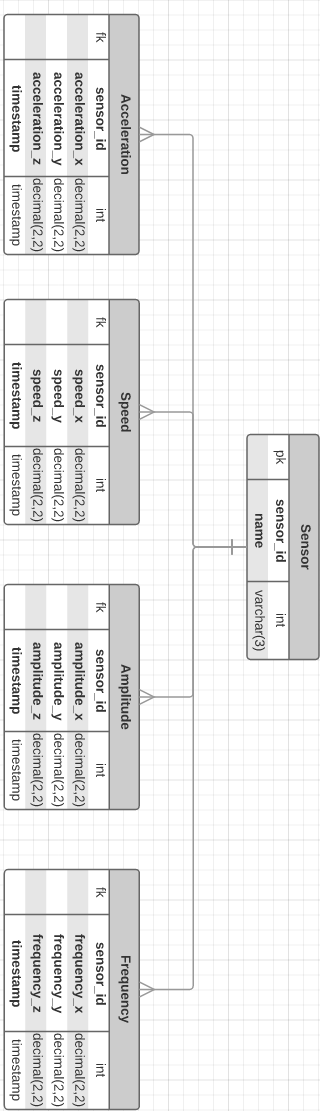 Sensor
pk sensor_id int
name varchar(3)
Acceleration
fk sensor_id int
acceleration_x decimal(2,2)
acceleration_y decimal(2,2)
acceleration_z decimal(2,2)
timestamp timestamp
Speed
fk sensor_id int
speed_x decimal(2,2)
speed_y decimal(2,2)
speed_z decimal(2,2)
timestamp timestamp
Amplitude
fk sensor_id int
amplitude_x decimal(2,2)
amplitude_y decimal(2,2)
amplitude_z decimal(2,2)
timestamp timestamp
Frequency
fk sensor_id int
frequency_x decimal(2,2)
frequency_y decimal(2,2)
frequency_z decimal(2,2)
timestamp timestamp